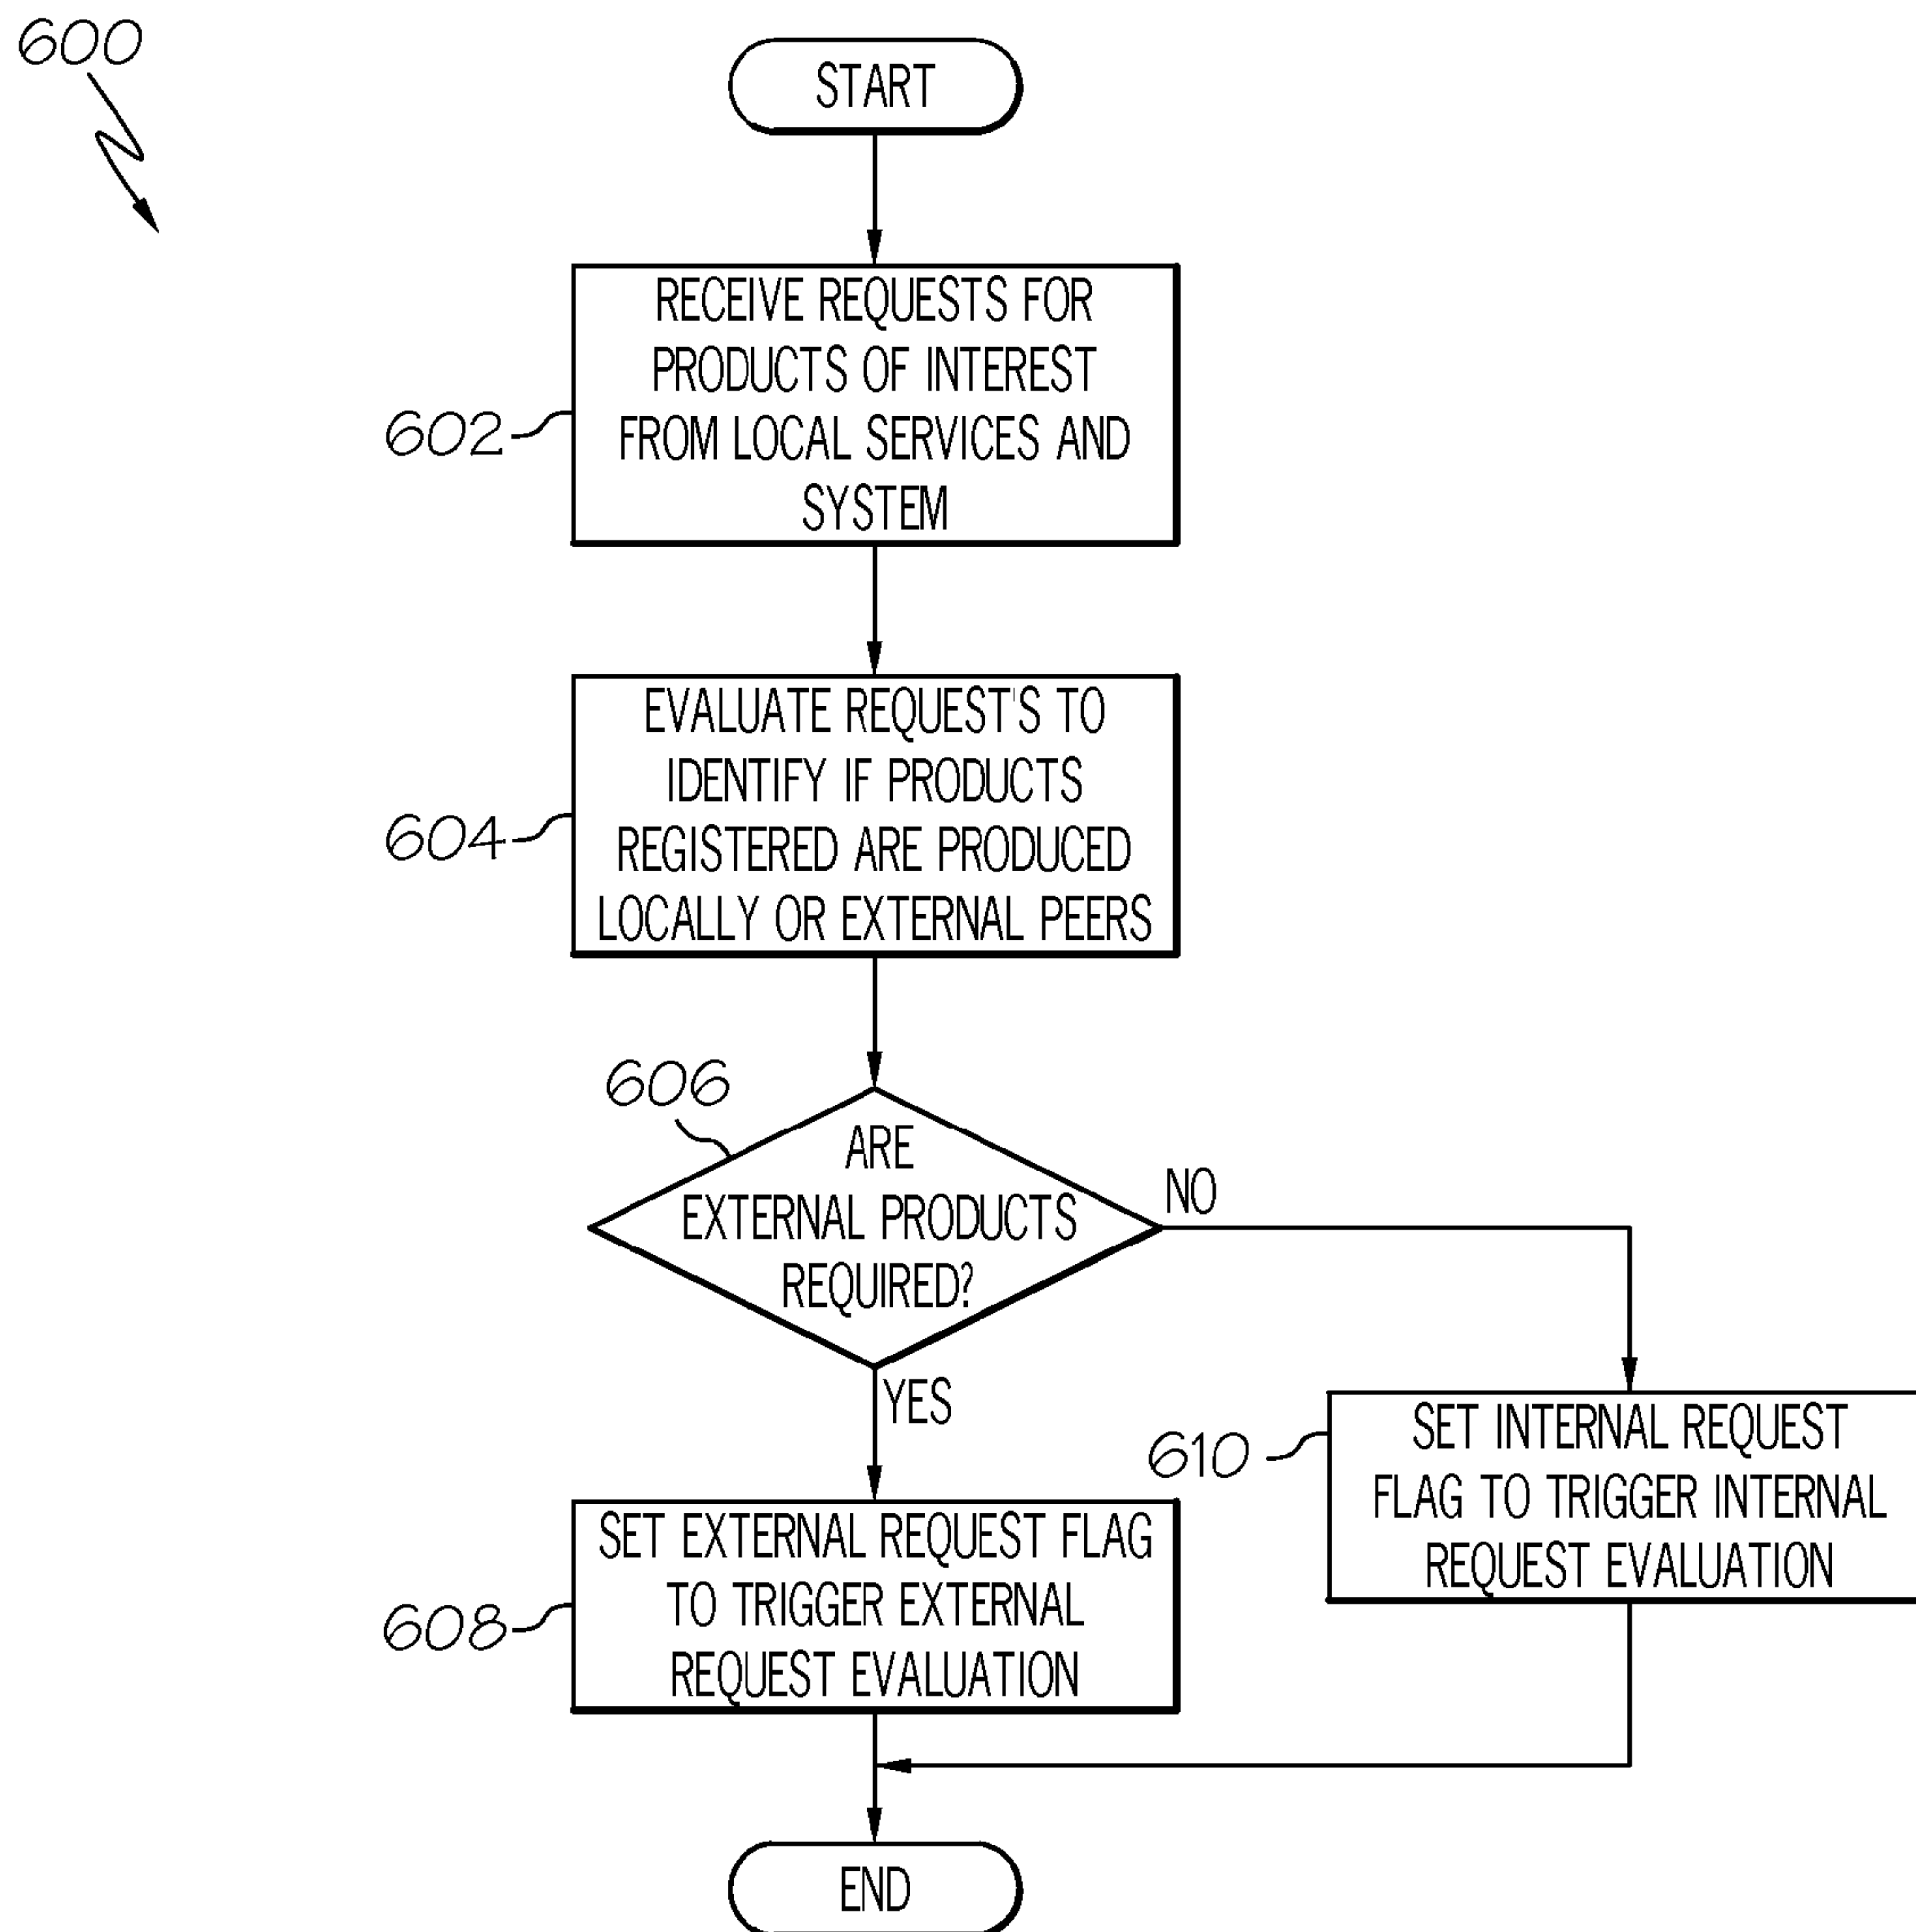 600
START
RECEIVE REQUESTS FOR
PRODUCTS OF INTEREST
FROM LOCAL SERVICES AND
SYSTEM
602
EVALUATE REQUEST'S TO
IDENTIFY IF PRODUCTS
REGISTERED ARE PRODUCED
LOCALLY OR EXTERNAL PEERS
604
606
ARE
EXTERNAL PRODUCTS
REQUIRED?
NO
YES
610
SET INTERNAL REQUEST
FLAG TO TRIGGER INTERNAL
REQUEST EVALUATION
608
SET EXTERNAL REQUEST FLAG
TO TRIGGER EXTERNAL
REQUEST EVALUATION
END